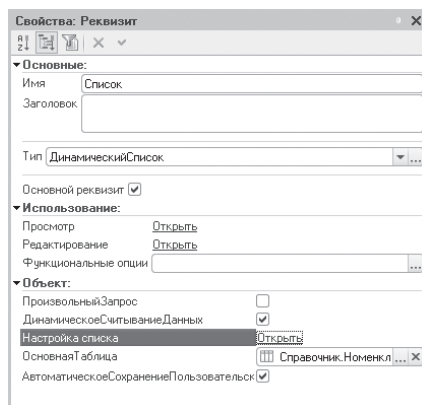 Свойства: Реквизит
Основные:
Имя Список
Заголовок
Тип ДинамическийСписок
Основной реквизит
Использование:
Просмотр Открыть
Редактирование Открыть
Функциональные опции
Объект:
ПроизвольныйЗапрос
ДинамическоеСчитываниеДанных
Настройка списка Открыть
ОсновнаяТаблица Справочник.Номенкл
АвтоматическоеСохранениеПользовательск